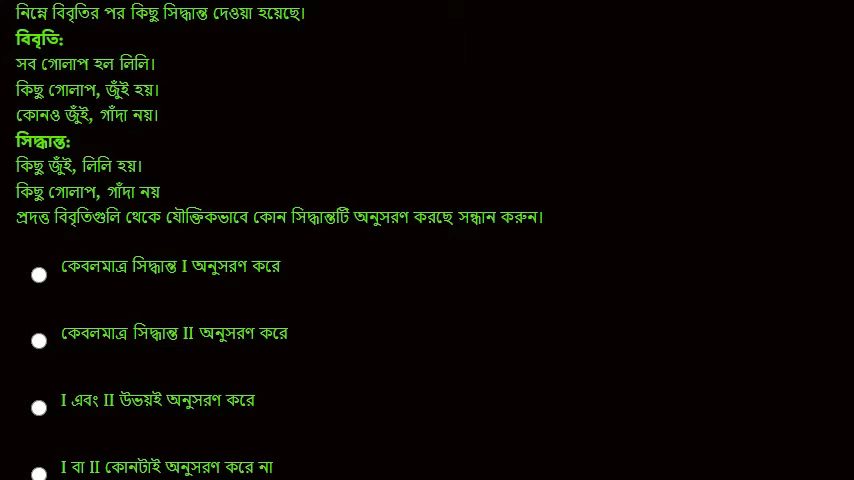 নিম্নে বিবৃতির পর কিছু সিদ্ধান্ত দেওয়া হয়েছে।
বিবৃতি:
সব গোলাপ হল লিলি।
কিছু গোলাপ, জুঁই হয়।
কোনও জুঁই, গাঁদা নয়।
সিদ্ধান্ত:
কিছু জুঁই, লিলি হয়।
কিছু গোলাপ, গাঁদা নয়
প্রদত্ত বিবৃতিগুলি থেকে যৌক্তিকভাবে কোন সিদ্ধান্তটি অনুসরণ করছে সন্ধান করুন।
কেবলমাত্র সিদ্ধান্ত I অনুসরণ করে
কেবলমাত্র সিদ্ধান্ত II অনুসরণ করে
I এবং II উভয়ই অনুসরণ করে
I বা II কোনটাই অনুসরণ করে না